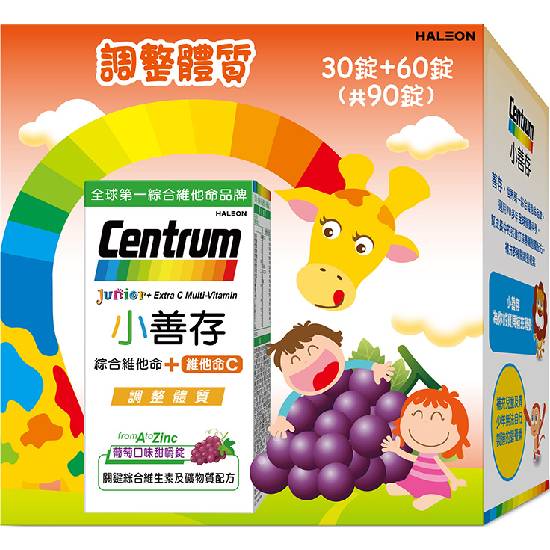 HALEON
調整體質
30錠+60錠
(共90錠)
全球第一綜合維他命品牌
HALEON
Centrum
Junior+ Extra C Multi-Vitamin
小善存
綜合維他命+維他命C
調整體質
from A to Zinc
葡萄口味甜嚼錠
關鍵綜合維生素及礦物質配方
Centrum
小善存
小善存